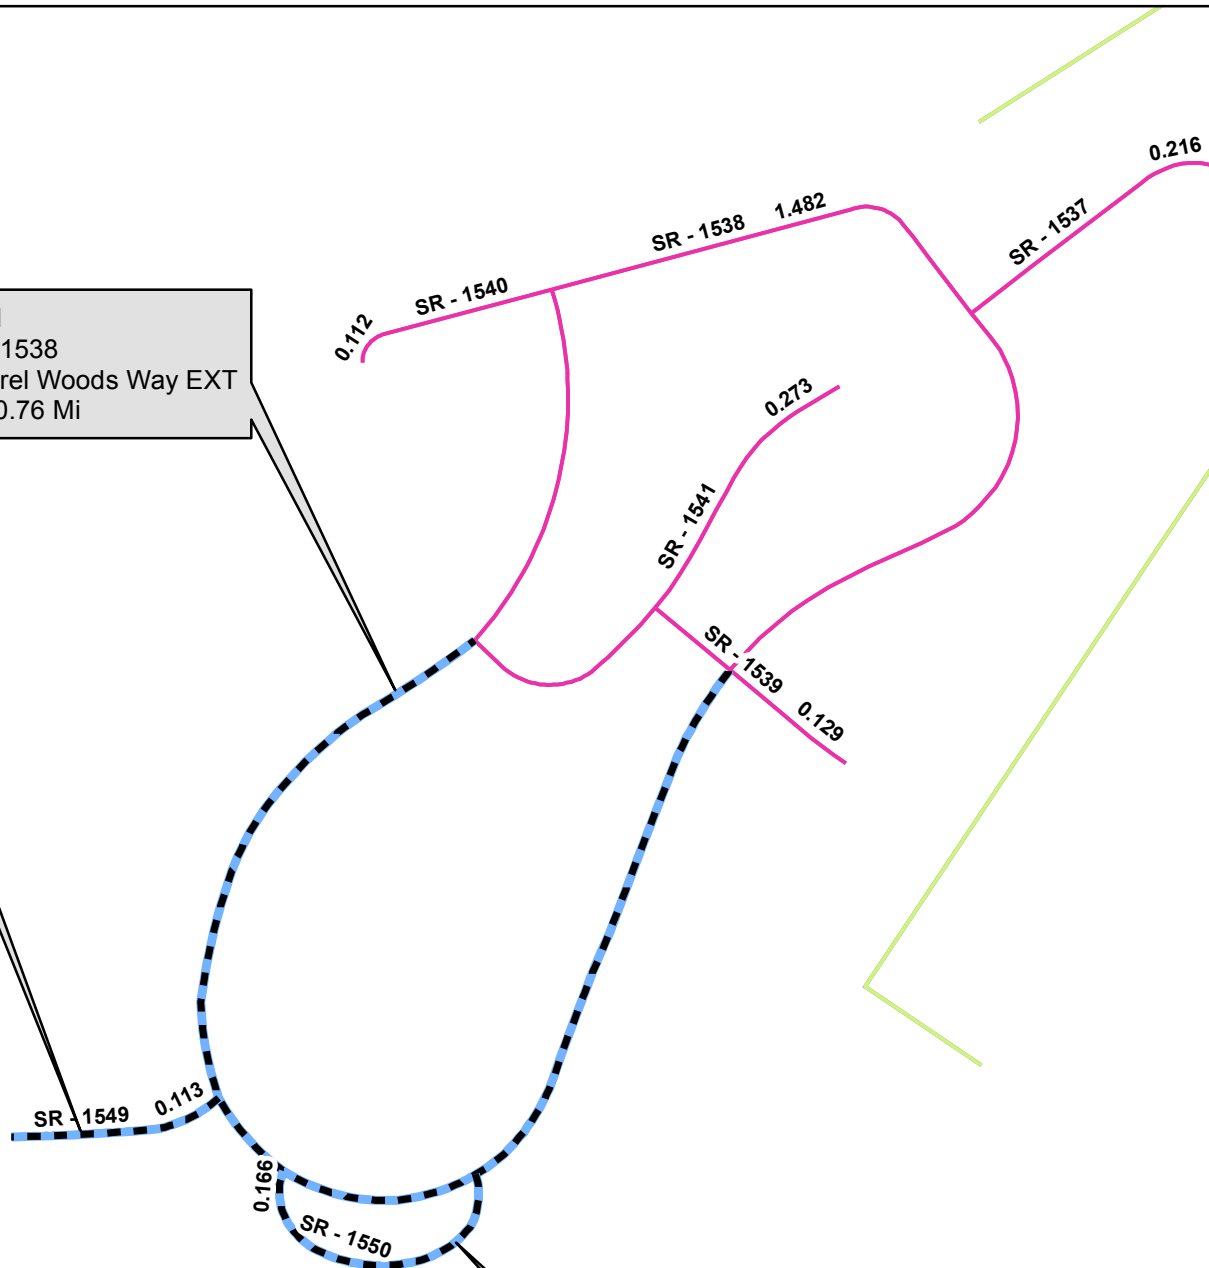 0.216
SR - 1537
SR - 1538 1.482
SR - 1540
0.112
1538
rel Woods Way EXT
0.76 Mi
0.273
SR - 1541
SR - 1539 0.129
SR - 1549 0.113
0.166
SR - 1550